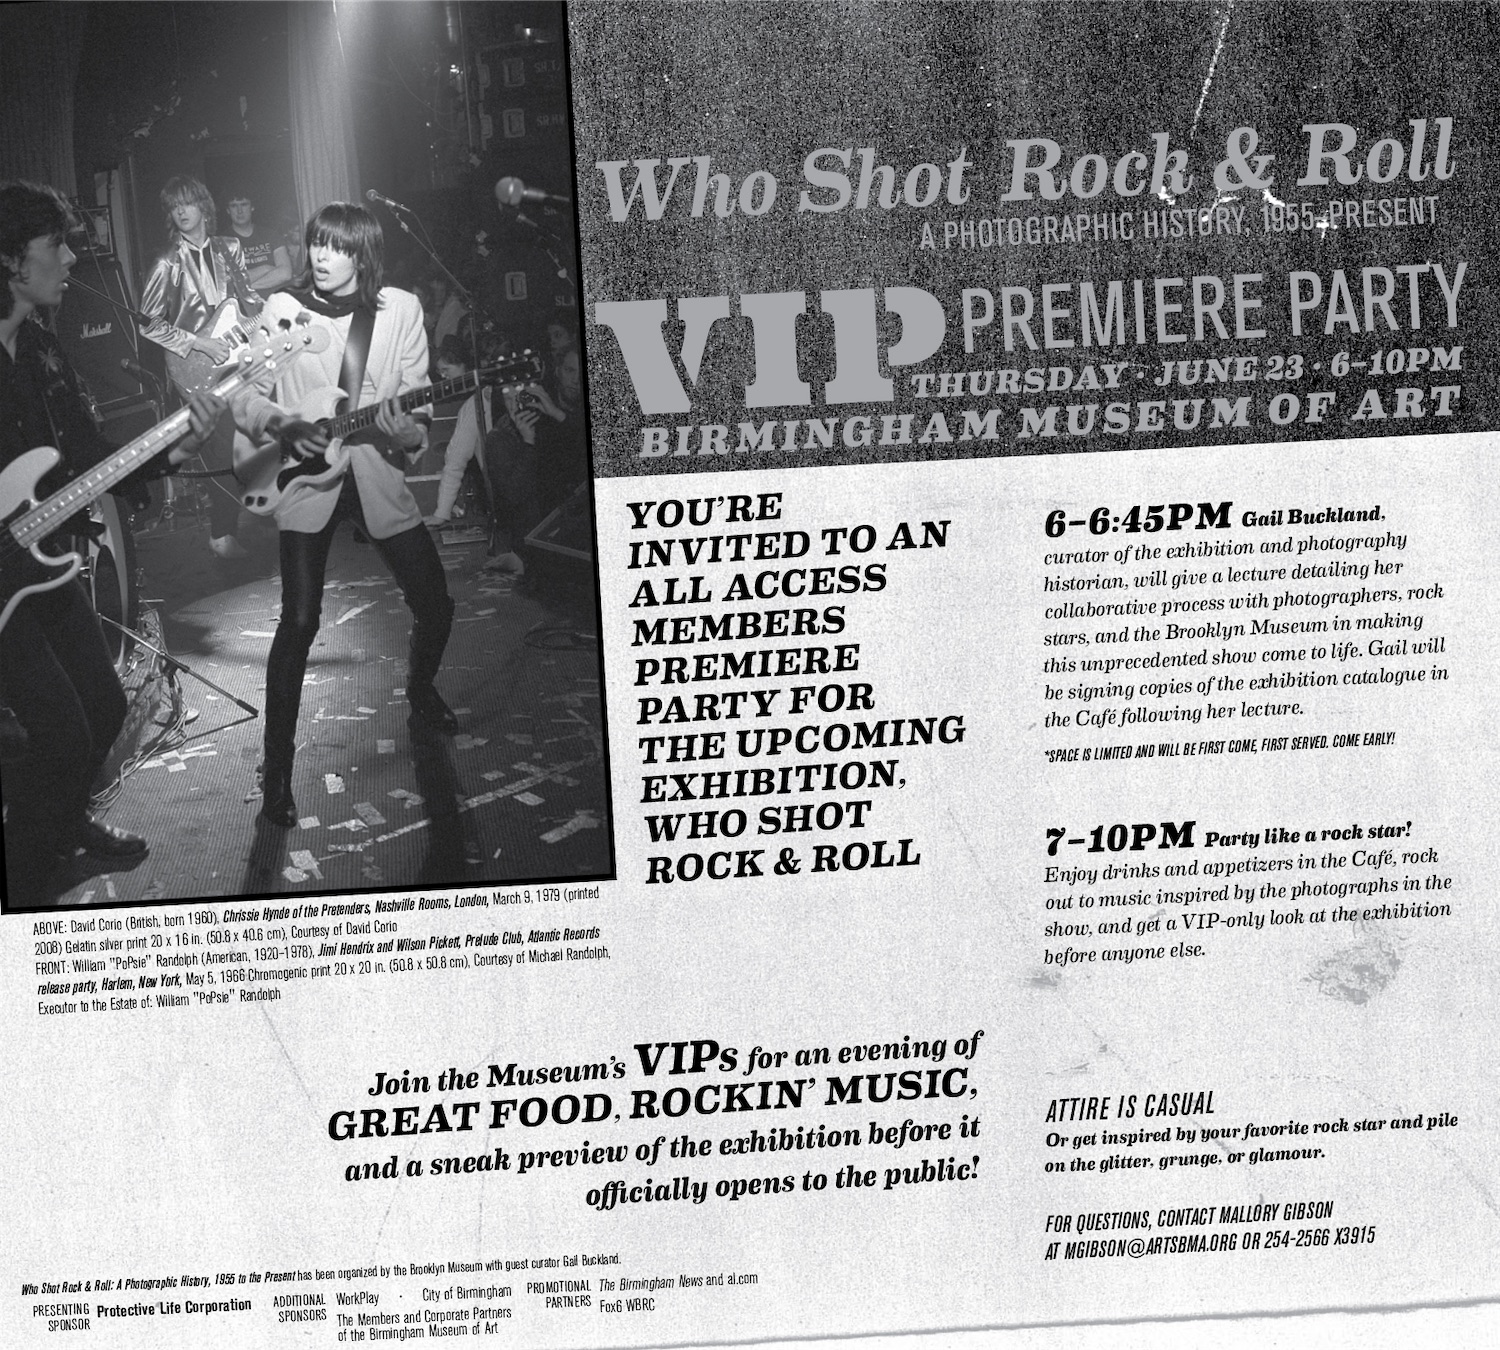 Who Shot Rock & Roll
A PHOTOGRAPHIC HISTORY, 1955–PRESENT
VIP PREMIERE PARTY
THURSDAY · JUNE 23 · 6–10PM
BIRMINGHAM MUSEUM OF ART
Marshall
YOU'RE
INVITED TO AN
ALL ACCESS
MEMBERS
PREMIERE
PARTY FOR
THE UPCOMING
EXHIBITION,
WHO SHOT
ROCK & ROLL
6–6:45PM Gail Buckland,
curator of the exhibition and photography
historian, will give a lecture detailing her
collaborative process with photographers, rock
stars, and the Brooklyn Museum in making
this unprecedented show come to life. Gail will
be signing copies of the exhibition catalogue in
the Café following her lecture.
*SPACE IS LIMITED AND WILL BE FIRST COME, FIRST SERVED. COME EARLY!
7–10PM Party like a rock star!
Enjoy drinks and appetizers in the Café, rock
out to music inspired by the photographs in the
show, and get a VIP-only look at the exhibition
before anyone else.
ABOVE: David Corio (British, born 1960), Chrissie Hynde of the Pretenders, Nashville Rooms, London, March 9, 1979 (printed
2008) Gelatin silver print 20 x 16 in. (50.8 x 40.6 cm), Courtesy of David Corio
FRONT: William "PoPsie" Randolph (American, 1920–1978), Jimi Hendrix and Wilson Pickett, Prelude Club, Atlantic Records
release party, Harlem, New York, May 5, 1966 Chromogenic print 20 x 20 in. (50.8 x 50.8 cm), Courtesy of Michael Randolph,
Executor to the Estate of: William "PoPsie" Randolph
Join the Museum's VIPs for an evening of
GREAT FOOD, ROCKIN' MUSIC,
and a sneak preview of the exhibition before it
officially opens to the public!
ATTIRE IS CASUAL
Or get inspired by your favorite rock star and pile
on the glitter, grunge, or glamour.
FOR QUESTIONS, CONTACT MALLORY GIBSON
AT MGIBSON@ARTSBMA.ORG OR 254-2566 X3915
Who Shot Rock & Roll: A Photographic History, 1955 to the Present has been organized by the Brooklyn Museum with guest curator Gail Buckland.
PRESENTING
SPONSOR
Protective Life Corporation
ADDITIONAL
SPONSORS
WorkPlay · City of Birmingham
The Members and Corporate Partners
of the Birmingham Museum of Art
PROMOTIONAL
PARTNERS
The Birmingham News and al.com
Fox6 WBRC